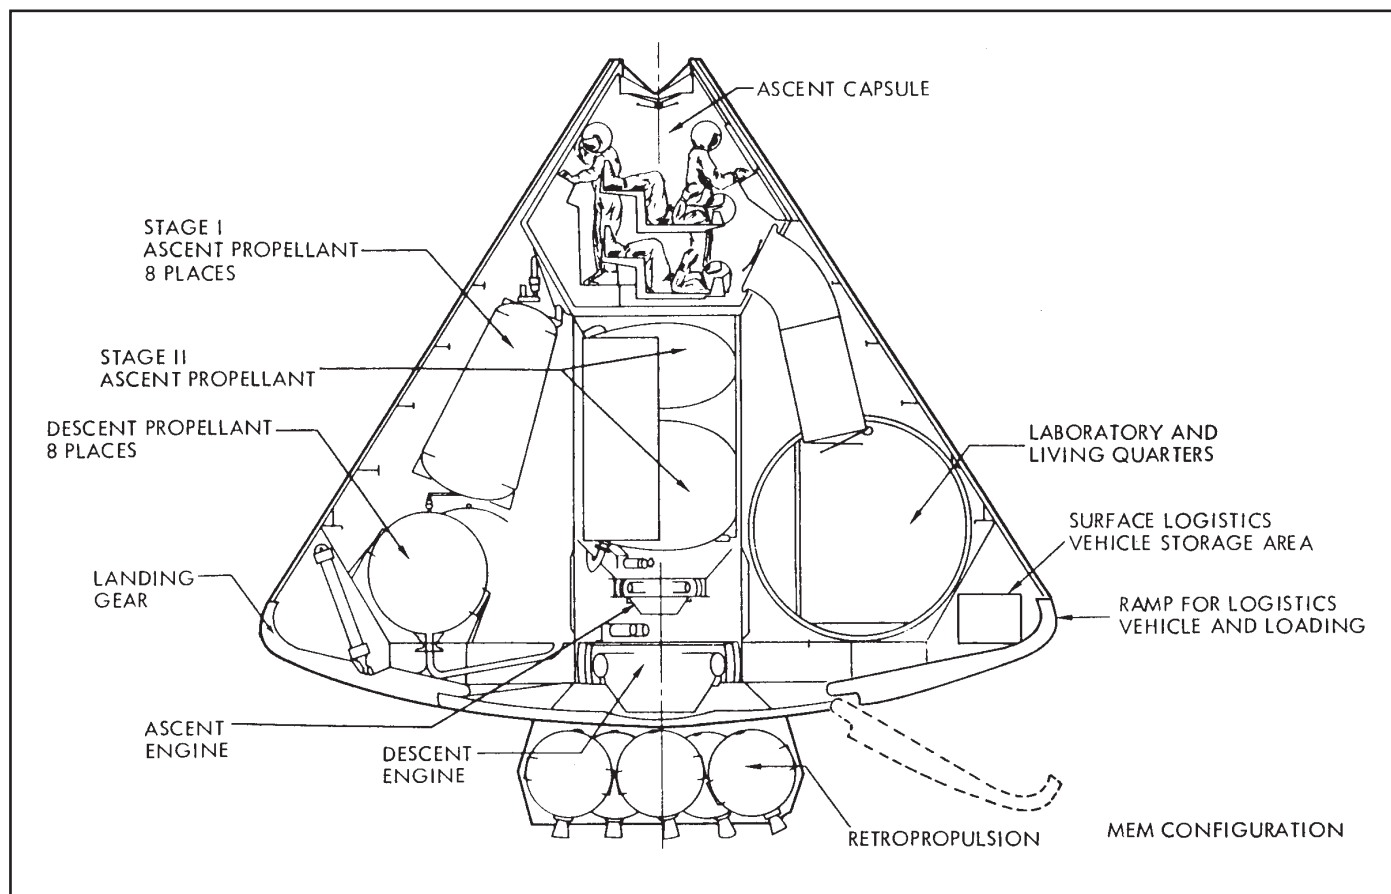 ASCENT CAPSULE
STAGE I
ASCENT PROPELLANT
8 PLACES
STAGE II
ASCENT PROPELLANT
DESCENT PROPELLANT
8 PLACES
LABORATORY AND
LIVING QUARTERS
SURFACE LOGISTICS
VEHICLE STORAGE AREA
LANDING
GEAR
RAMP FOR LOGISTICS
VEHICLE AND LOADING
ASCENT
ENGINE
DESCENT
ENGINE
RETROPROPULSION
MEM CONFIGURATION